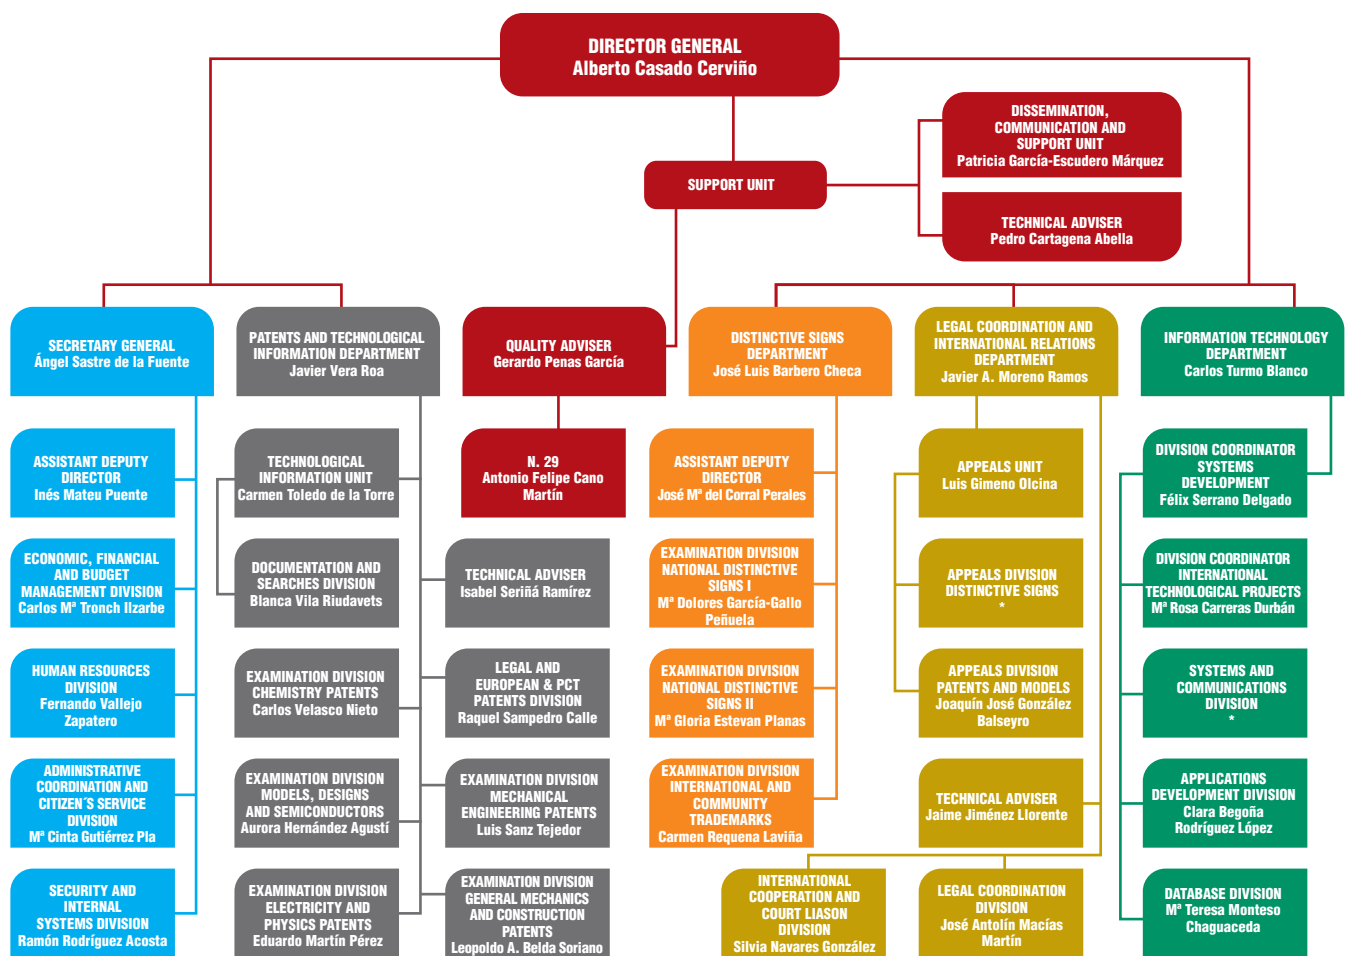 DIRECTOR GENERAL
Alberto Casado Cerviño
DISSEMINATION,
COMMUNICATION AND
SUPPORT UNIT
Patricia García-Escudero Márquez
SUPPORT UNIT
TECHNICAL ADVISER
Pedro Cartagena Abella
SECRETARY GENERAL
Ángel Sastre de la Fuente
PATENTS AND TECHNOLOGICAL
INFORMATION DEPARTMENT
Javier Vera Roa
QUALITY ADVISER
Gerardo Penas García
DISTINCTIVE SIGNS
DEPARTMENT
José Luis Barbero Checa
LEGAL COORDINATION AND
INTERNATIONAL RELATIONS
DEPARTMENT
Javier A. Moreno Ramos
INFORMATION TECHNOLOGY
DEPARTMENT
Carlos Turmo Blanco
ASSISTANT DEPUTY
DIRECTOR
Inés Mateu Puente
TECHNOLOGICAL
INFORMATION UNIT
Carmen Toledo de la Torre
N. 29
Antonio Felipe Cano
Martín
ASSISTANT DEPUTY
DIRECTOR
José Mª del Corral Perales
APPEALS UNIT
Luis Gimeno Olcina
DIVISION COORDINATOR
SYSTEMS
DEVELOPMENT
Félix Serrano Delgado
ECONOMIC, FINANCIAL
AND BUDGET
MANAGEMENT DIVISION
Carlos Mª Tronch Ilzarbe
DOCUMENTATION AND
SEARCHES DIVISION
Blanca Vila Riudavets
TECHNICAL ADVISER
Isabel Seriñá Ramírez
EXAMINATION DIVISION
NATIONAL DISTINCTIVE
SIGNS I
Mª Dolores García-Gallo
Peñuela
APPEALS DIVISION
DISTINCTIVE SIGNS
*
DIVISION COORDINATOR
INTERNATIONAL
TECHNOLOGICAL PROJECTS
Mª Rosa Carreras Durbán
HUMAN RESOURCES
DIVISION
Fernando Vallejo
Zapatero
EXAMINATION DIVISION
CHEMISTRY PATENTS
Carlos Velasco Nieto
LEGAL AND
EUROPEAN & PCT
PATENTS DIVISION
Raquel Sampedro Calle
EXAMINATION DIVISION
NATIONAL DISTINCTIVE
SIGNS II
Mª Gloria Estevan Planas
APPEALS DIVISION
PATENTS AND MODELS
Joaquín José González
Balseyro
SYSTEMS AND
COMMUNICATIONS
DIVISION
*
ADMINISTRATIVE
COORDINATION AND
CITIZEN´S SERVICE
DIVISION
Mª Cinta Gutiérrez Pla
EXAMINATION DIVISION
MODELS, DESIGNS
AND SEMICONDUCTORS
Aurora Hernández Agustí
EXAMINATION DIVISION
MECHANICAL
ENGINEERING PATENTS
Luis Sanz Tejedor
EXAMINATION DIVISION
INTERNATIONAL AND
COMMUNITY
TRADEMARKS
Carmen Requena Laviña
TECHNICAL ADVISER
Jaime Jiménez Llorente
APPLICATIONS
DEVELOPMENT DIVISION
Clara Begoña
Rodríguez López
SECURITY AND
INTERNAL
SYSTEMS DIVISION
Ramón Rodríguez Acosta
EXAMINATION DIVISION
ELECTRICITY AND
PHYSICS PATENTS
Eduardo Martín Pérez
EXAMINATION DIVISION
GENERAL MECHANICS
AND CONSTRUCTION
PATENTS
Leopoldo A. Belda Soriano
INTERNATIONAL
COOPERATION AND
COURT LIASON
DIVISION
Silvia Navares González
LEGAL COORDINATION
DIVISION
José Antolín Macías
Martín
DATABASE DIVISION
Mª Teresa Monteso
Chaguaceda